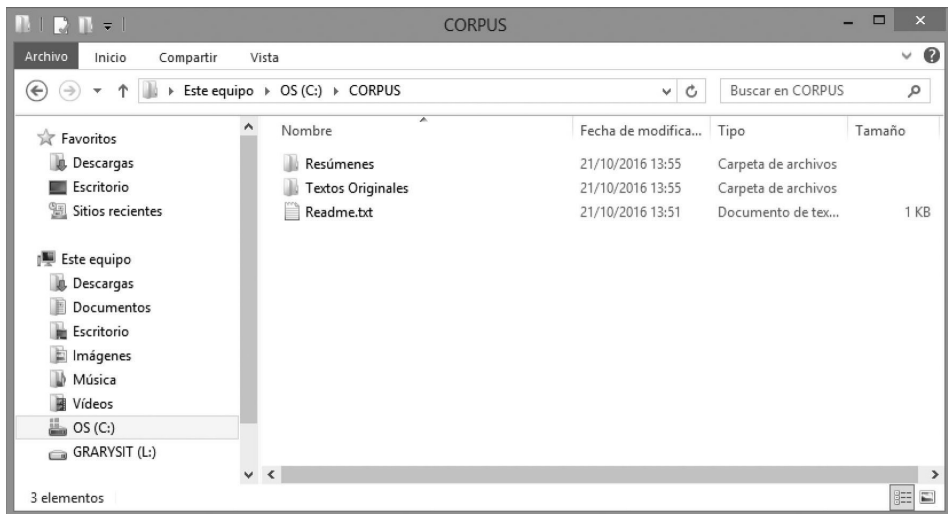 CORPUS
Archivo Inicio Compartir Vista
Este equipo OS (C:) CORPUS Buscar en CORPUS
Nombre Fecha de modifica... Tipo Tamaño
Resúmenes 21/10/2016 13:55 Carpeta de archivos
Textos Originales 21/10/2016 13:55 Carpeta de archivos
Readme.txt 21/10/2016 13:51 Documento de tex... 1 KB
Favoritos
Descargas
Escritorio
Sitios recientes
Este equipo
Descargas
Documentos
Escritorio
Imágenes
Música
Vídeos
OS (C:)
GRARYSIT (L:)
3 elementos